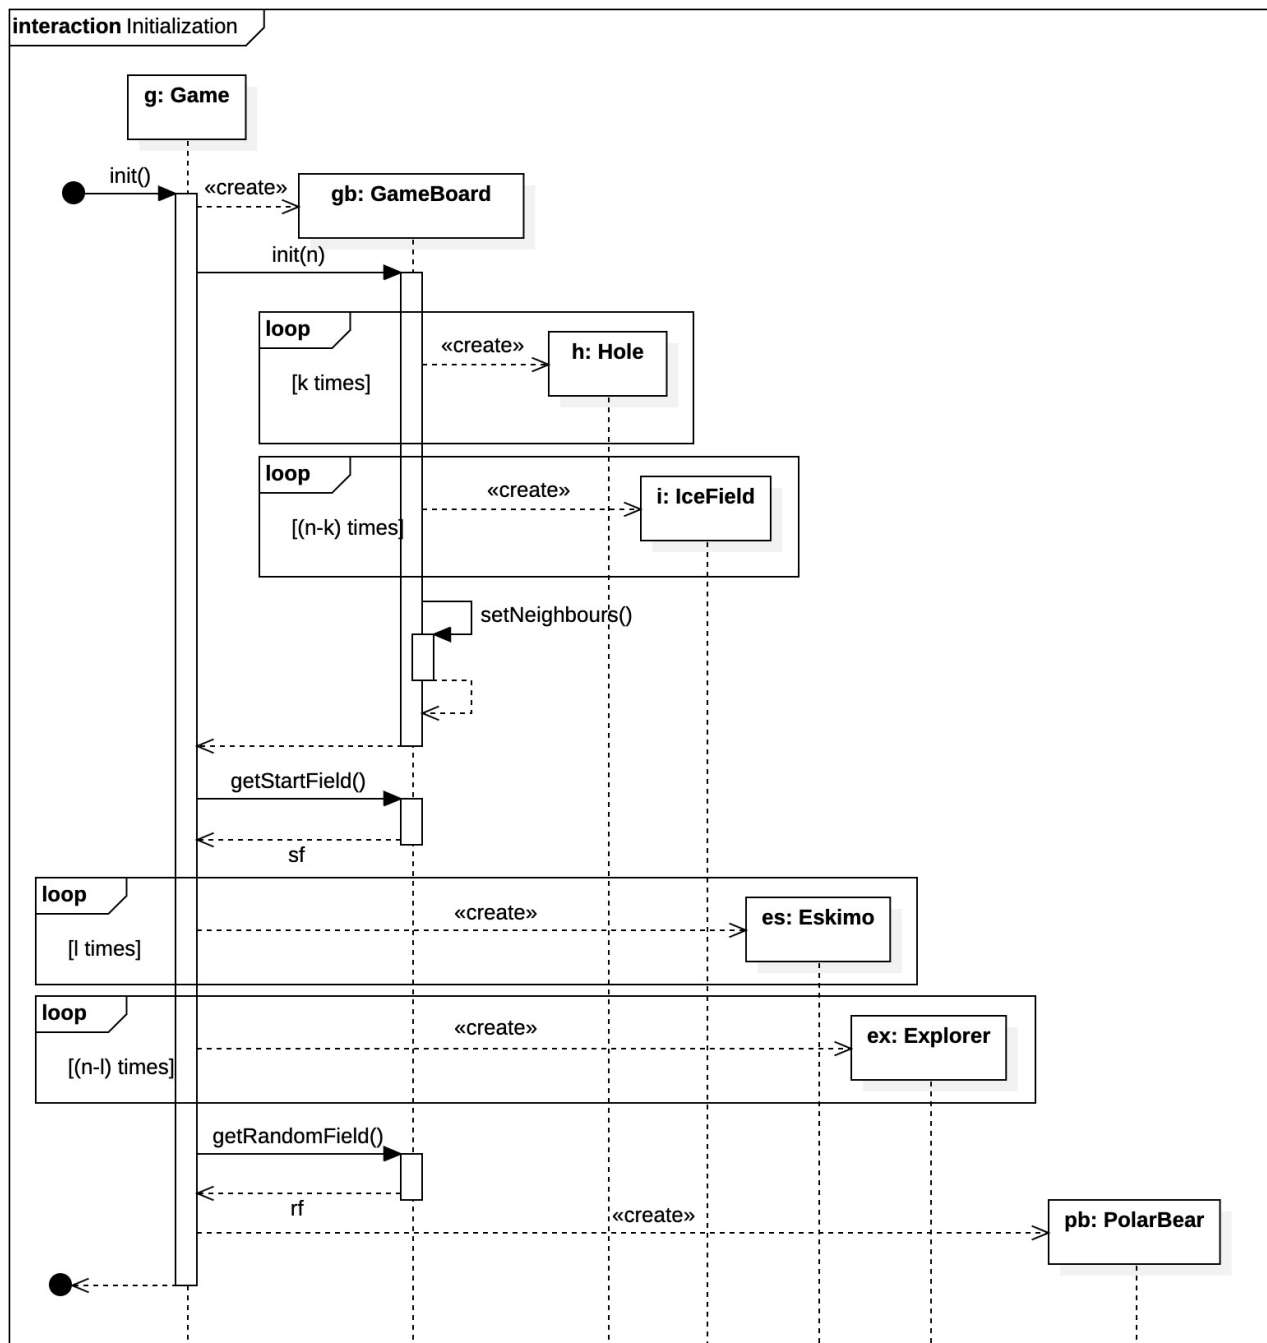 interaction Initialization
g: Game
init()
«create»
gb: GameBoard
init(n)
loop
«create»
h: Hole
[k times]
loop
«create»
i: IceField
[(n-k) times]
setNeighbours()
getStartField()
sf
loop
«create»
es: Eskimo
[l times]
loop
«create»
ex: Explorer
[(n-l) times]
getRandomField()
rf
«create»
pb: PolarBear